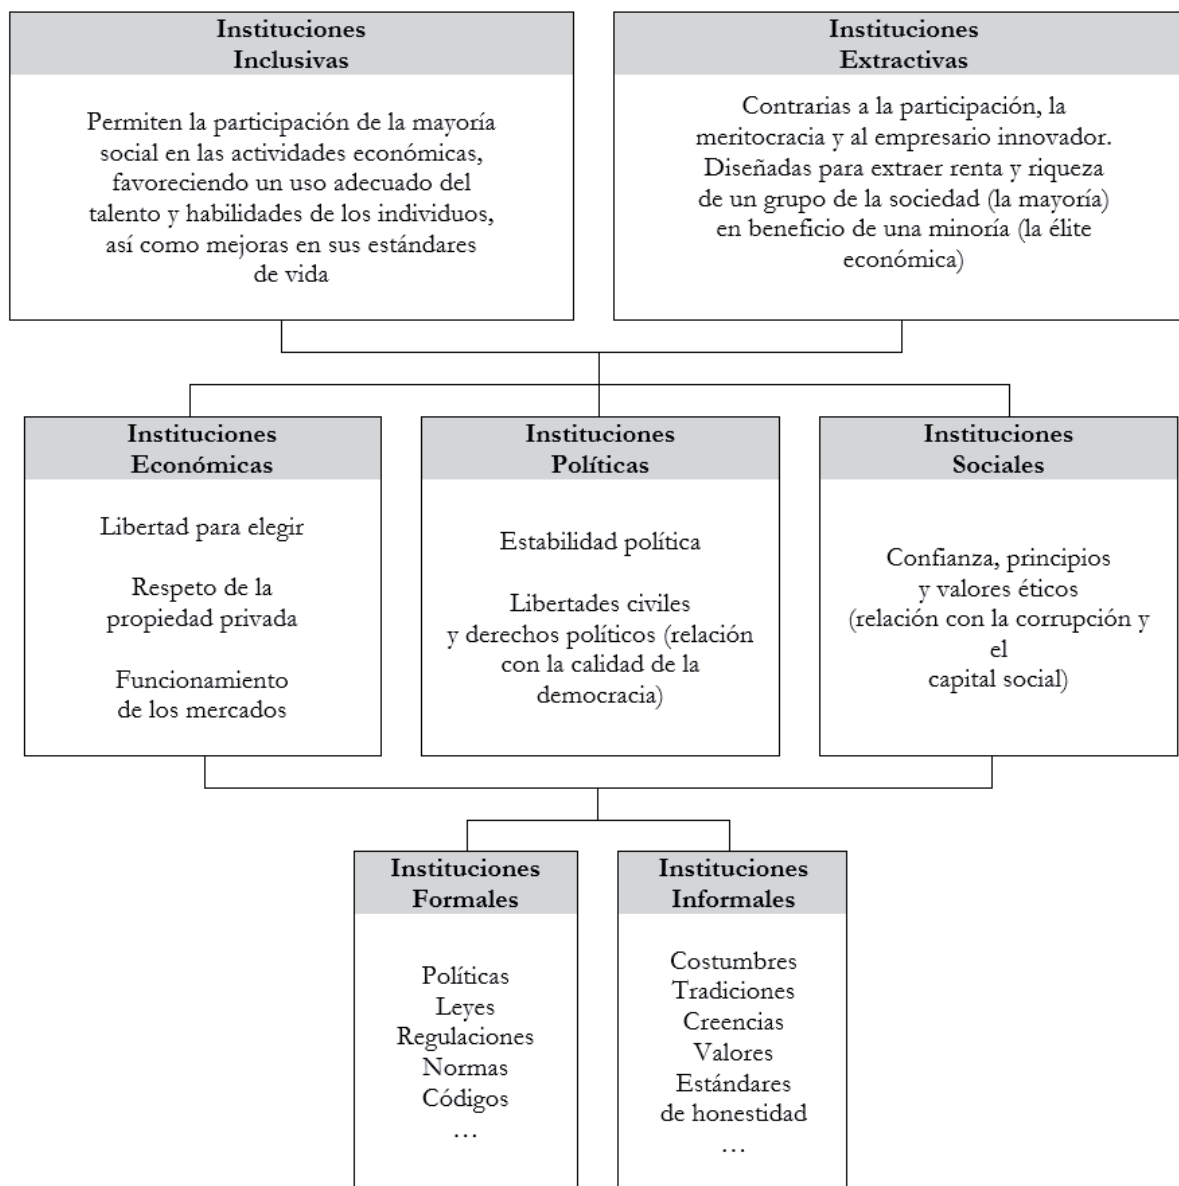 Instituciones
Inclusivas
Permiten la participación de la mayoría
social en las actividades económicas,
favoreciendo un uso adecuado del
talento y habilidades de los individuos,
así como mejoras en sus estándares
de vida
Instituciones
Extractivas
Contrarias a la participación, la
meritocracia y al empresario innovador.
Diseñadas para extraer renta y riqueza
de un grupo de la sociedad (la mayoría)
en beneficio de una minoría (la élite
económica)
Instituciones
Económicas
Libertad para elegir
Respeto de la
propiedad privada
Funcionamiento
de los mercados
Instituciones
Políticas
Estabilidad política
Libertades civiles
y derechos políticos (relación
con la calidad de la
democracia)
Instituciones
Sociales
Confianza, principios
y valores éticos
(relación con la corrupción y
el
capital social)
Instituciones
Formales
Políticas
Leyes
Regulaciones
Normas
Códigos
…
Instituciones
Informales
Costumbres
Tradiciones
Creencias
Valores
Estándares
de honestidad
…